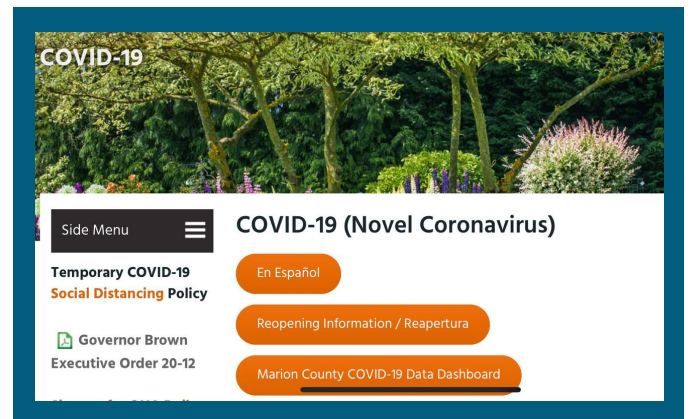 COVID-19
Side Menu
Temporary COVID-19
Social Distancing Policy
Governor Brown
Executive Order 20-12
COVID-19 (Novel Coronavirus)
En Español
Reopening Information / Reapertura
Marion County COVID-19 Data Dashboard